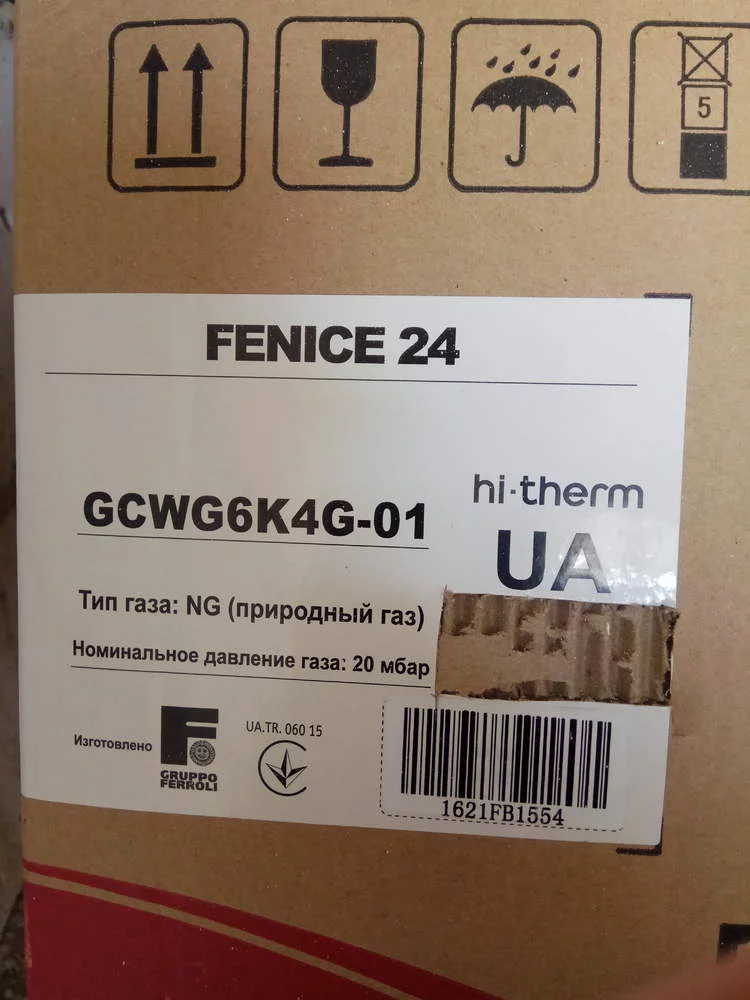 5
FENICE 24
hi·therm
GCWG6K4G-01
UA
Тип газа: NG (природный газ)
Номинальное давление газа: 20 мбар
Изготовлено
GRUPPO
FERROLI
UA.TR. 060 15
1621FB1554